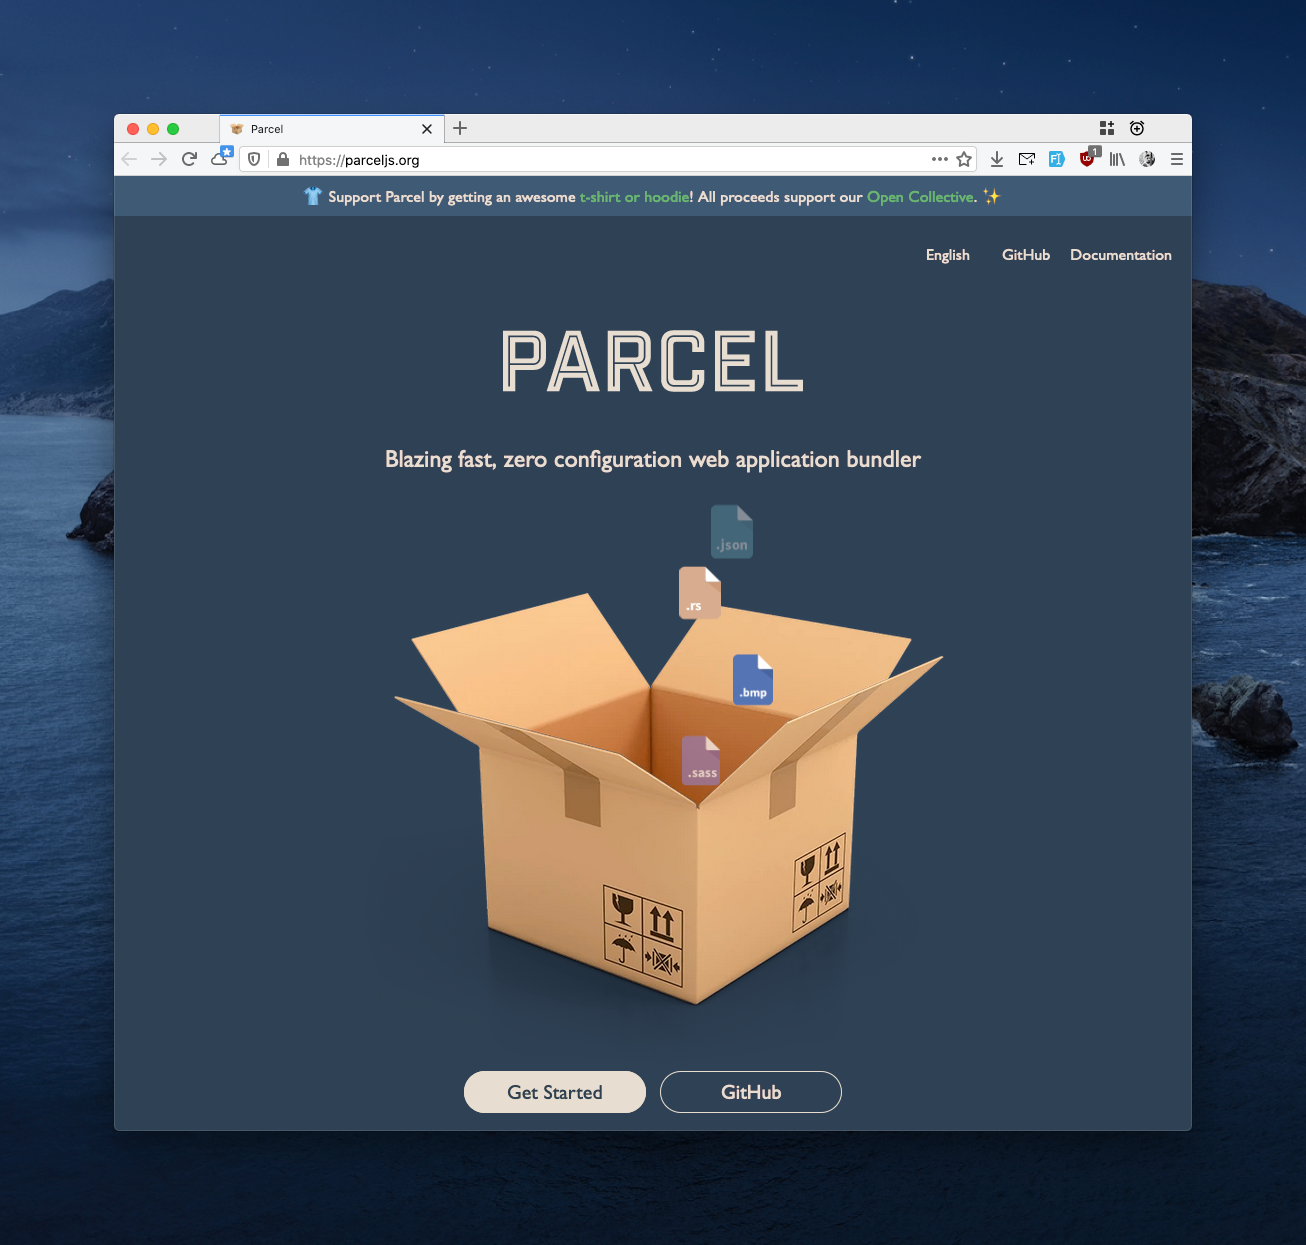 Parcel
https://parceljs.org
1
Support Parcel by getting an awesome t-shirt or hoodie! All proceeds support our Open Collective.
English GitHub Documentation
PARCEL
Blazing fast, zero configuration web application bundler
.json
.rs
.bmp
.sass
Get Started GitHub